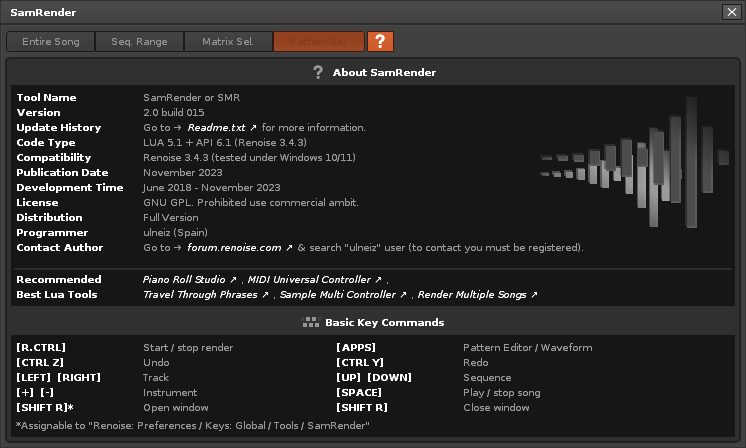 SamRender
Entire Song Seq. Range Matrix Sel. Pattern Sel. ?
? About SamRender
Tool Name SamRender or SMR
Version 2.0 build 015
Update History Go to → Readme.txt ↗ for more information.
Code Type LUA 5.1 + API 6.1 (Renoise 3.4.3)
Compatibility Renoise 3.4.3 (tested under Windows 10/11)
Publication Date November 2023
Development Time June 2018 - November 2023
License GNU GPL. Prohibited use commercial ambit.
Distribution Full Version
Programmer ulneiz (Spain)
Contact Author Go to → forum.renoise.com ↗ & search "ulneiz" user (to contact you must be registered).
Recommended Piano Roll Studio ↗ , MIDI Universal Controller ↗ ,
Best Lua Tools Travel Through Phrases ↗ , Sample Multi Controller ↗ , Render Multiple Songs ↗
Basic Key Commands
[R.CTRL] Start / stop render [APPS] Pattern Editor / Waveform
[CTRL Z] Undo [CTRL Y] Redo
[LEFT] [RIGHT] Track [UP] [DOWN] Sequence
[+] [-] Instrument [SPACE] Play / stop song
[SHIFT R]* Open window [SHIFT R] Close window
*Assignable to "Renoise: Preferences / Keys: Global / Tools / SamRender"